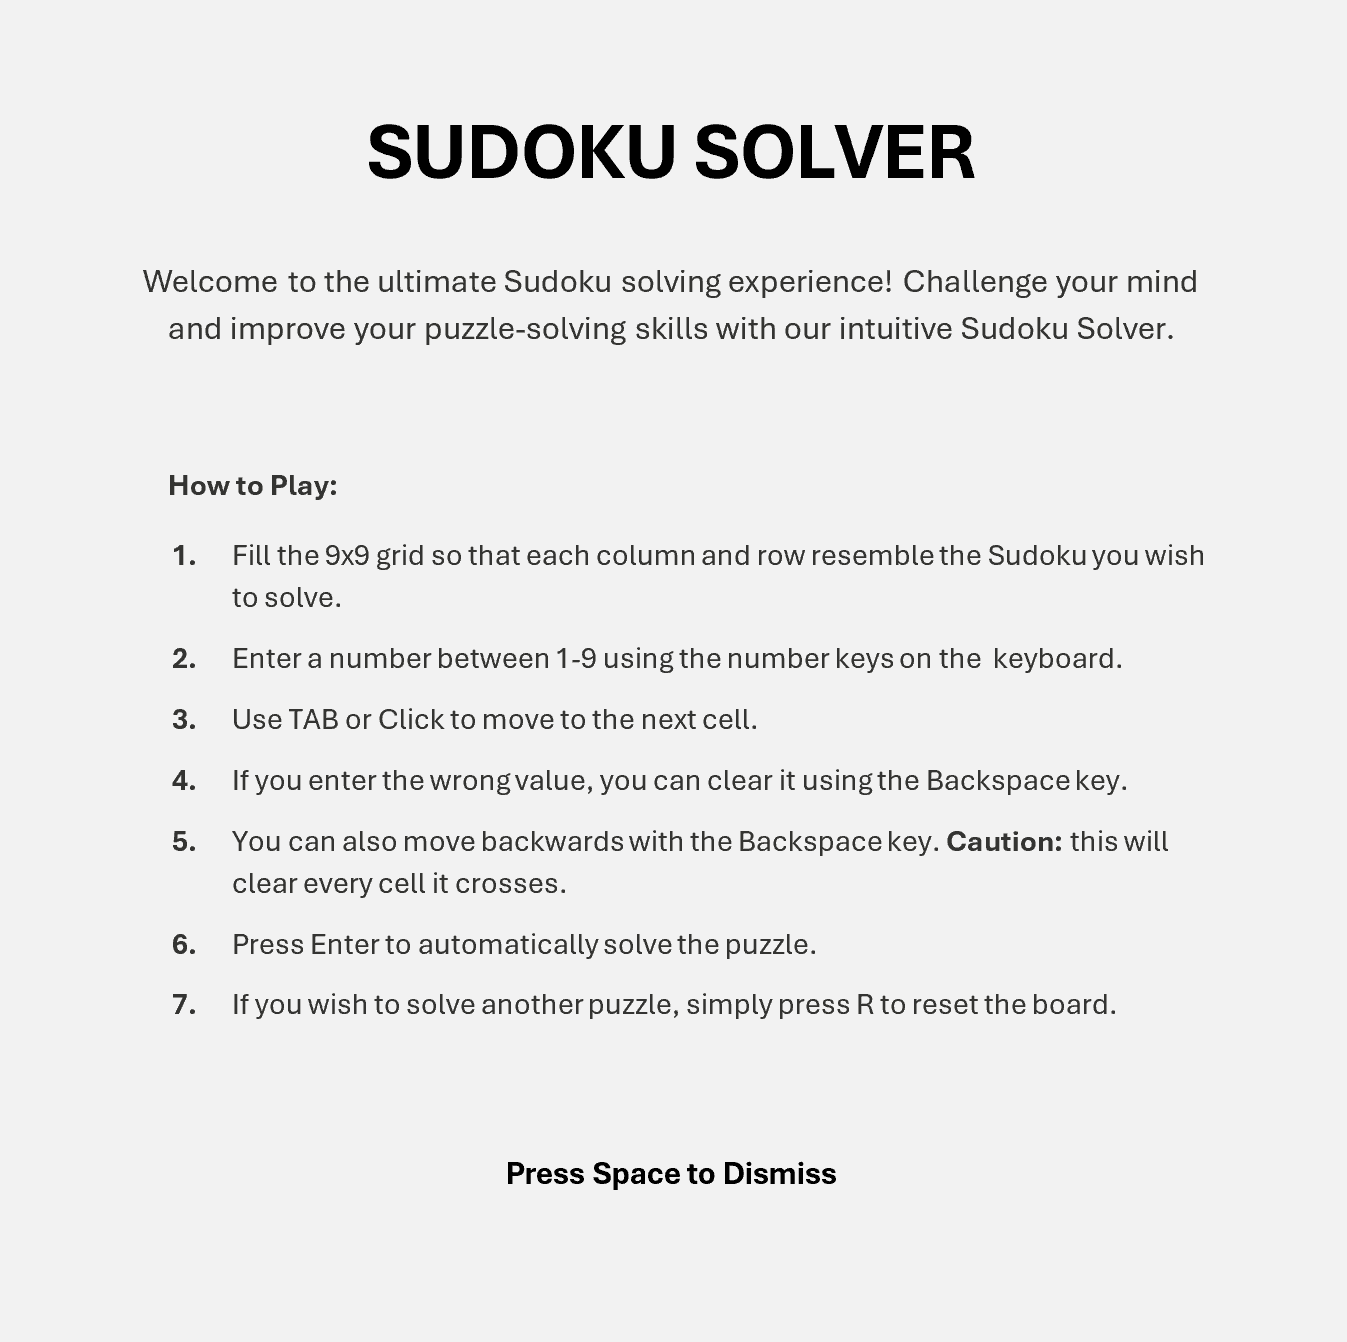 SUDOKU SOLVER
Welcome to the ultimate Sudoku solving experience! Challenge your mind
and improve your puzzle-solving skills with our intuitive Sudoku Solver.
How to Play:
1. Fill the 9x9 grid so that each column and row resemble the Sudoku you wish
to solve.
2. Enter a number between 1-9 using the number keys on the keyboard.
3. Use TAB or Click to move to the next cell.
4. If you enter the wrong value, you can clear it using the Backspace key.
5. You can also move backwards with the Backspace key. Caution: this will
clear every cell it crosses.
6. Press Enter to automatically solve the puzzle.
7. If you wish to solve another puzzle, simply press R to reset the board.
Press Space to Dismiss